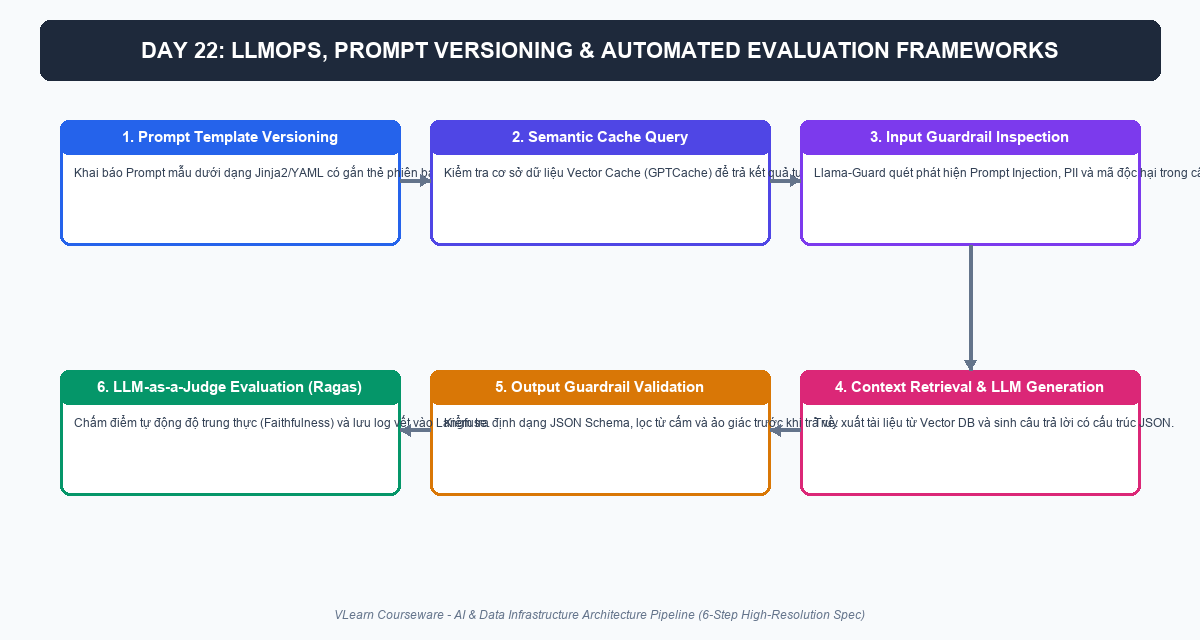 DAY 22: LLMOPS, PROMPT VERSIONING & AUTOMATED EVALUATION FRAMEWORKS
1. Prompt Template Versioning
Khai báo Prompt mẫu dưới dạng Jinja2/YAML có gắn thẻ phiên
2. Semantic Cache Query
Kiểm tra cơ sở dữ liệu Vector Cache (GPTCache) để trả kết quả
3. Input Guardrail Inspection
Llama-Guard quét phát hiện Prompt Injection, PII và mã độc hại trong
6. LLM-as-a-Judge Evaluation (Ragas)
Chấm điểm tự động độ trung thực (Faithfulness) và lưu log vết vào Langfuse.
5. Output Guardrail Validation
Kiểm tra định dạng JSON Schema, lọc từ cấm và ảo giác trước khi trả về.
4. Context Retrieval & LLM Generation
Truy xuất tài liệu từ Vector DB và sinh câu trả lời có cấu trúc JSON.
VLearn Courseware - AI & Data Infrastructure Architecture Pipeline (6-Step High-Resolution Spec)